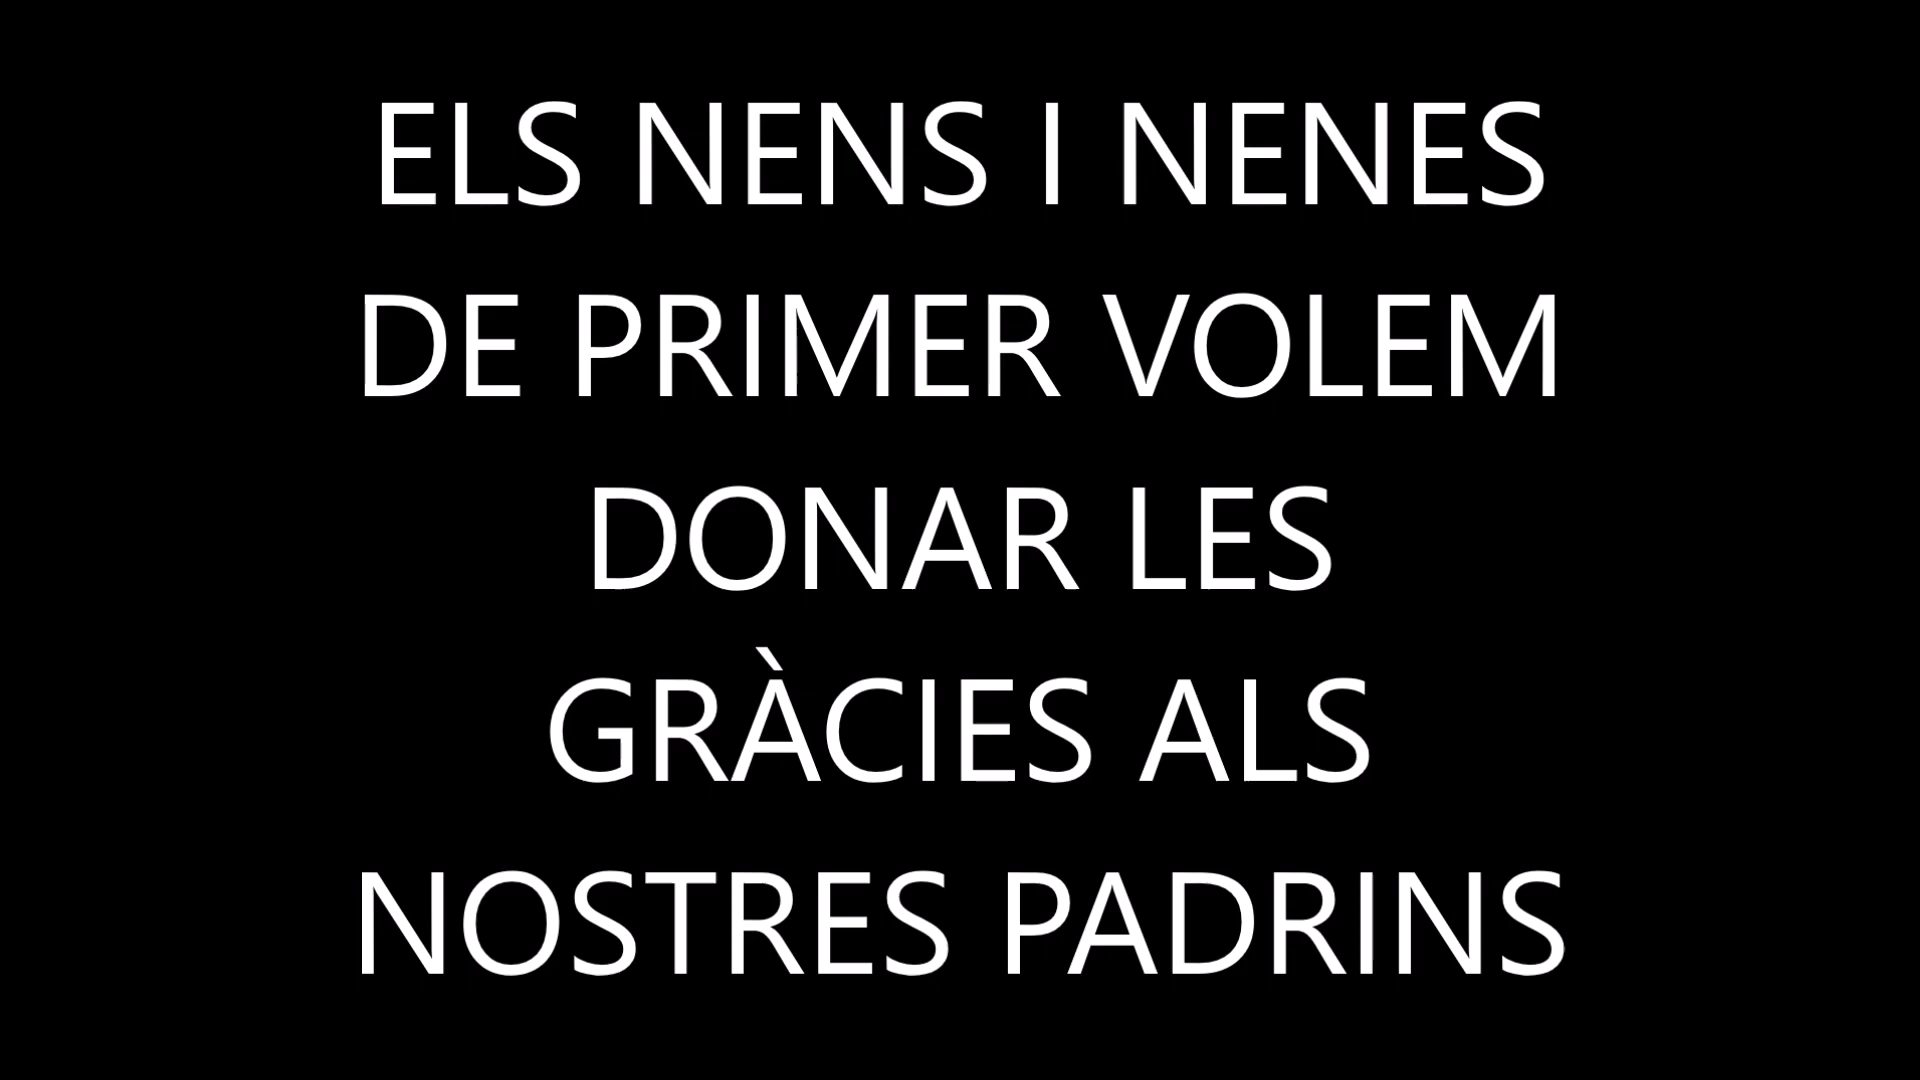 ELS NENS I NENES
DE PRIMER VOLEM
DONAR LES
GRÀCIES ALS
NOSTRES PADRINS